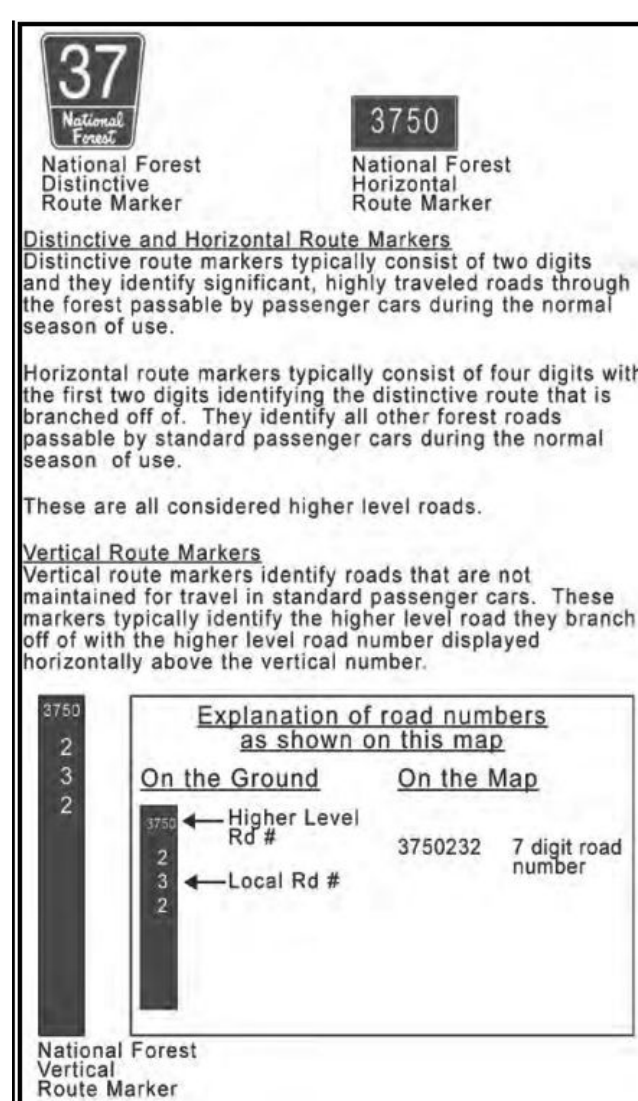 37
National
Forest
3750
National Forest
Distinctive
Route Marker
National Forest
Horizontal
Route Marker
Distinctive and Horizontal Route Markers
Distinctive route markers typically consist of two digits
and they identify significant, highly traveled roads through
the forest passable by passenger cars during the normal
season of use.
Horizontal route markers typically consist of four digits with
the first two digits identifying the distinctive route that is
branched off of. They identify all other forest roads
passable by standard passenger cars during the normal
season of use.
These are all considered higher level roads.
Vertical Route Markers
Vertical route markers identify roads that are not
maintained for travel in standard passenger cars. These
markers typically identify the higher level road they branch
off of with the higher level road number displayed
horizontally above the vertical number.
3750
2
3
2
Explanation of road numbers
as shown on this map
On the Ground
On the Map
3750
2
3
2
Higher Level
Rd #
Local Rd #
3750232
7 digit road
number
National Forest
Vertical
Route Marker